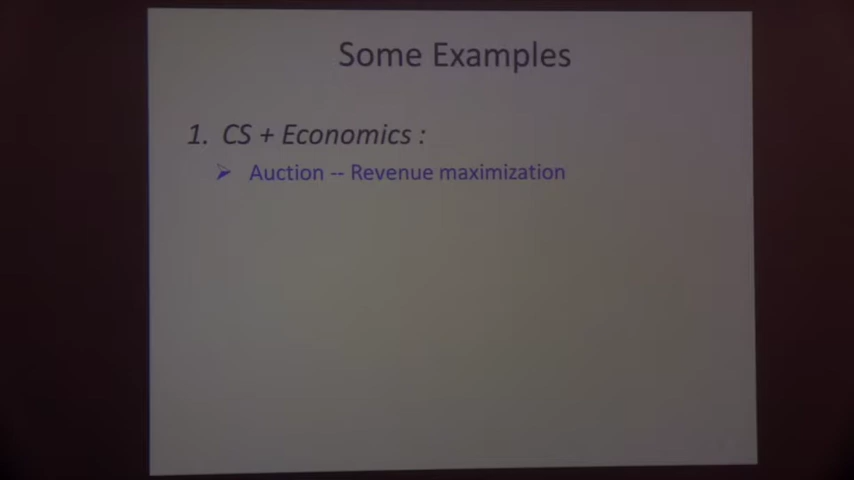 Some Examples
1. CS + Economics :
➢ Auction -- Revenue maximization